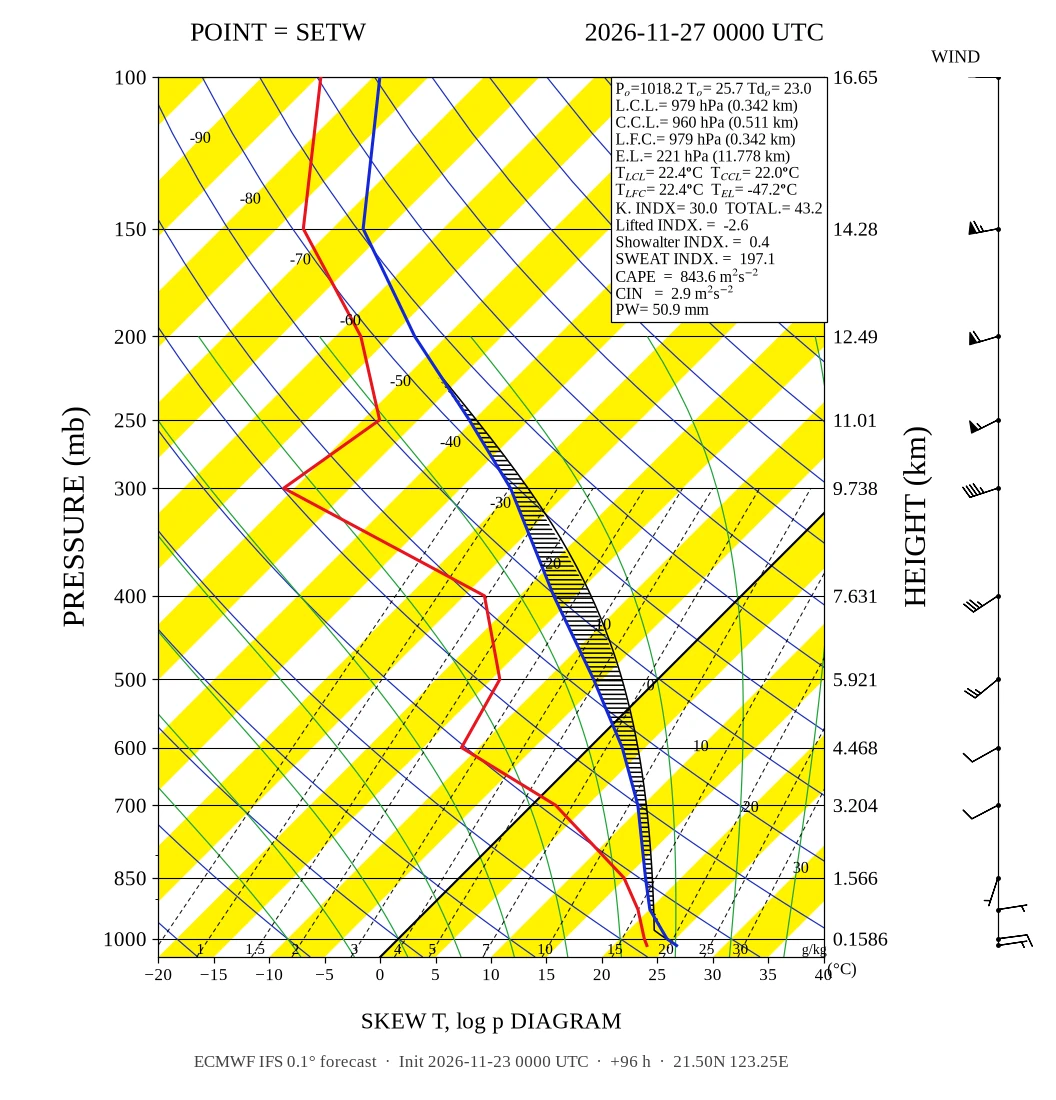 POINT = SETW 2026-11-27 0000 UTC
WIND
P_o=1018.2 T_o= 25.7 Td_o= 23.0
L.C.L.= 979 hPa (0.342 km)
C.C.L.= 960 hPa (0.511 km)
L.F.C.= 979 hPa (0.342 km)
E.L.= 221 hPa (11.778 km)
T_LCL= 22.4°C T_CCL= 22.0°C
T_LFC= 22.4°C T_EL= -47.2°C
K. INDX= 30.0 TOTAL.= 43.2
Lifted INDX. = -2.6
Showalter INDX. = 0.4
SWEAT INDX. = 197.1
CAPE = 843.6 m²s⁻²
CIN = 2.9 m²s⁻²
PW= 50.9 mm
100 16.65
-90
-80
150 14.28
-70
-60
200 12.49
-50
250 11.01
-40
300 9.738
-30
-20
400 7.631
-10
500 5.921
0
600 4.468
10
700 3.204
20
850 1.566
30
1000 0.1586
PRESSURE (mb)
HEIGHT (km)
1 1.5 2 3 4 5 7 10 15 20 25 30 g/kg
−20 −15 −10 −5 0 5 10 15 20 25 30 35 40 (°C)
SKEW T, log p DIAGRAM
ECMWF IFS 0.1° forecast · Init 2026-11-23 0000 UTC · +96 h · 21.50N 123.25E